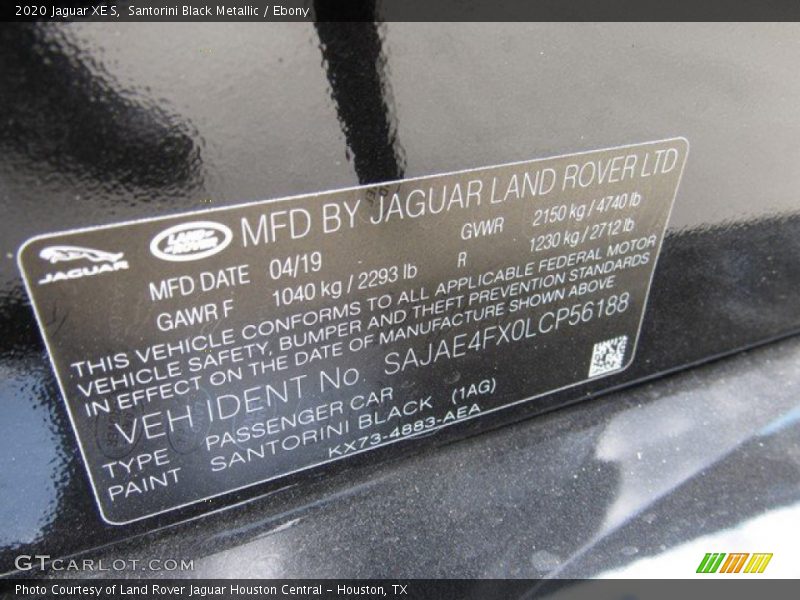 2020 Jaguar XE S, Santorini Black Metallic / Ebony
MFD BY JAGUAR LAND ROVER LTD
JAGUAR
LAND-
ROVER
MFD DATE 04/19 GVWR 2150 kg / 4740 lb
GAWR F 1040 kg / 2293 lb R 1230 kg / 2712 lb
THIS VEHICLE CONFORMS TO ALL APPLICABLE FEDERAL MOTOR
VEHICLE SAFETY, BUMPER AND THEFT PREVENTION STANDARDS
IN EFFECT ON THE DATE OF MANUFACTURE SHOWN ABOVE
VEH IDENT No. SAJAE4FX0LCP56188
TYPE PASSENGER CAR
PAINT SANTORINI BLACK (1AG)
KX73-4883-AEA
GTCARLOT.COM
Photo Courtesy of Land Rover Jaguar Houston Central - Houston, TX